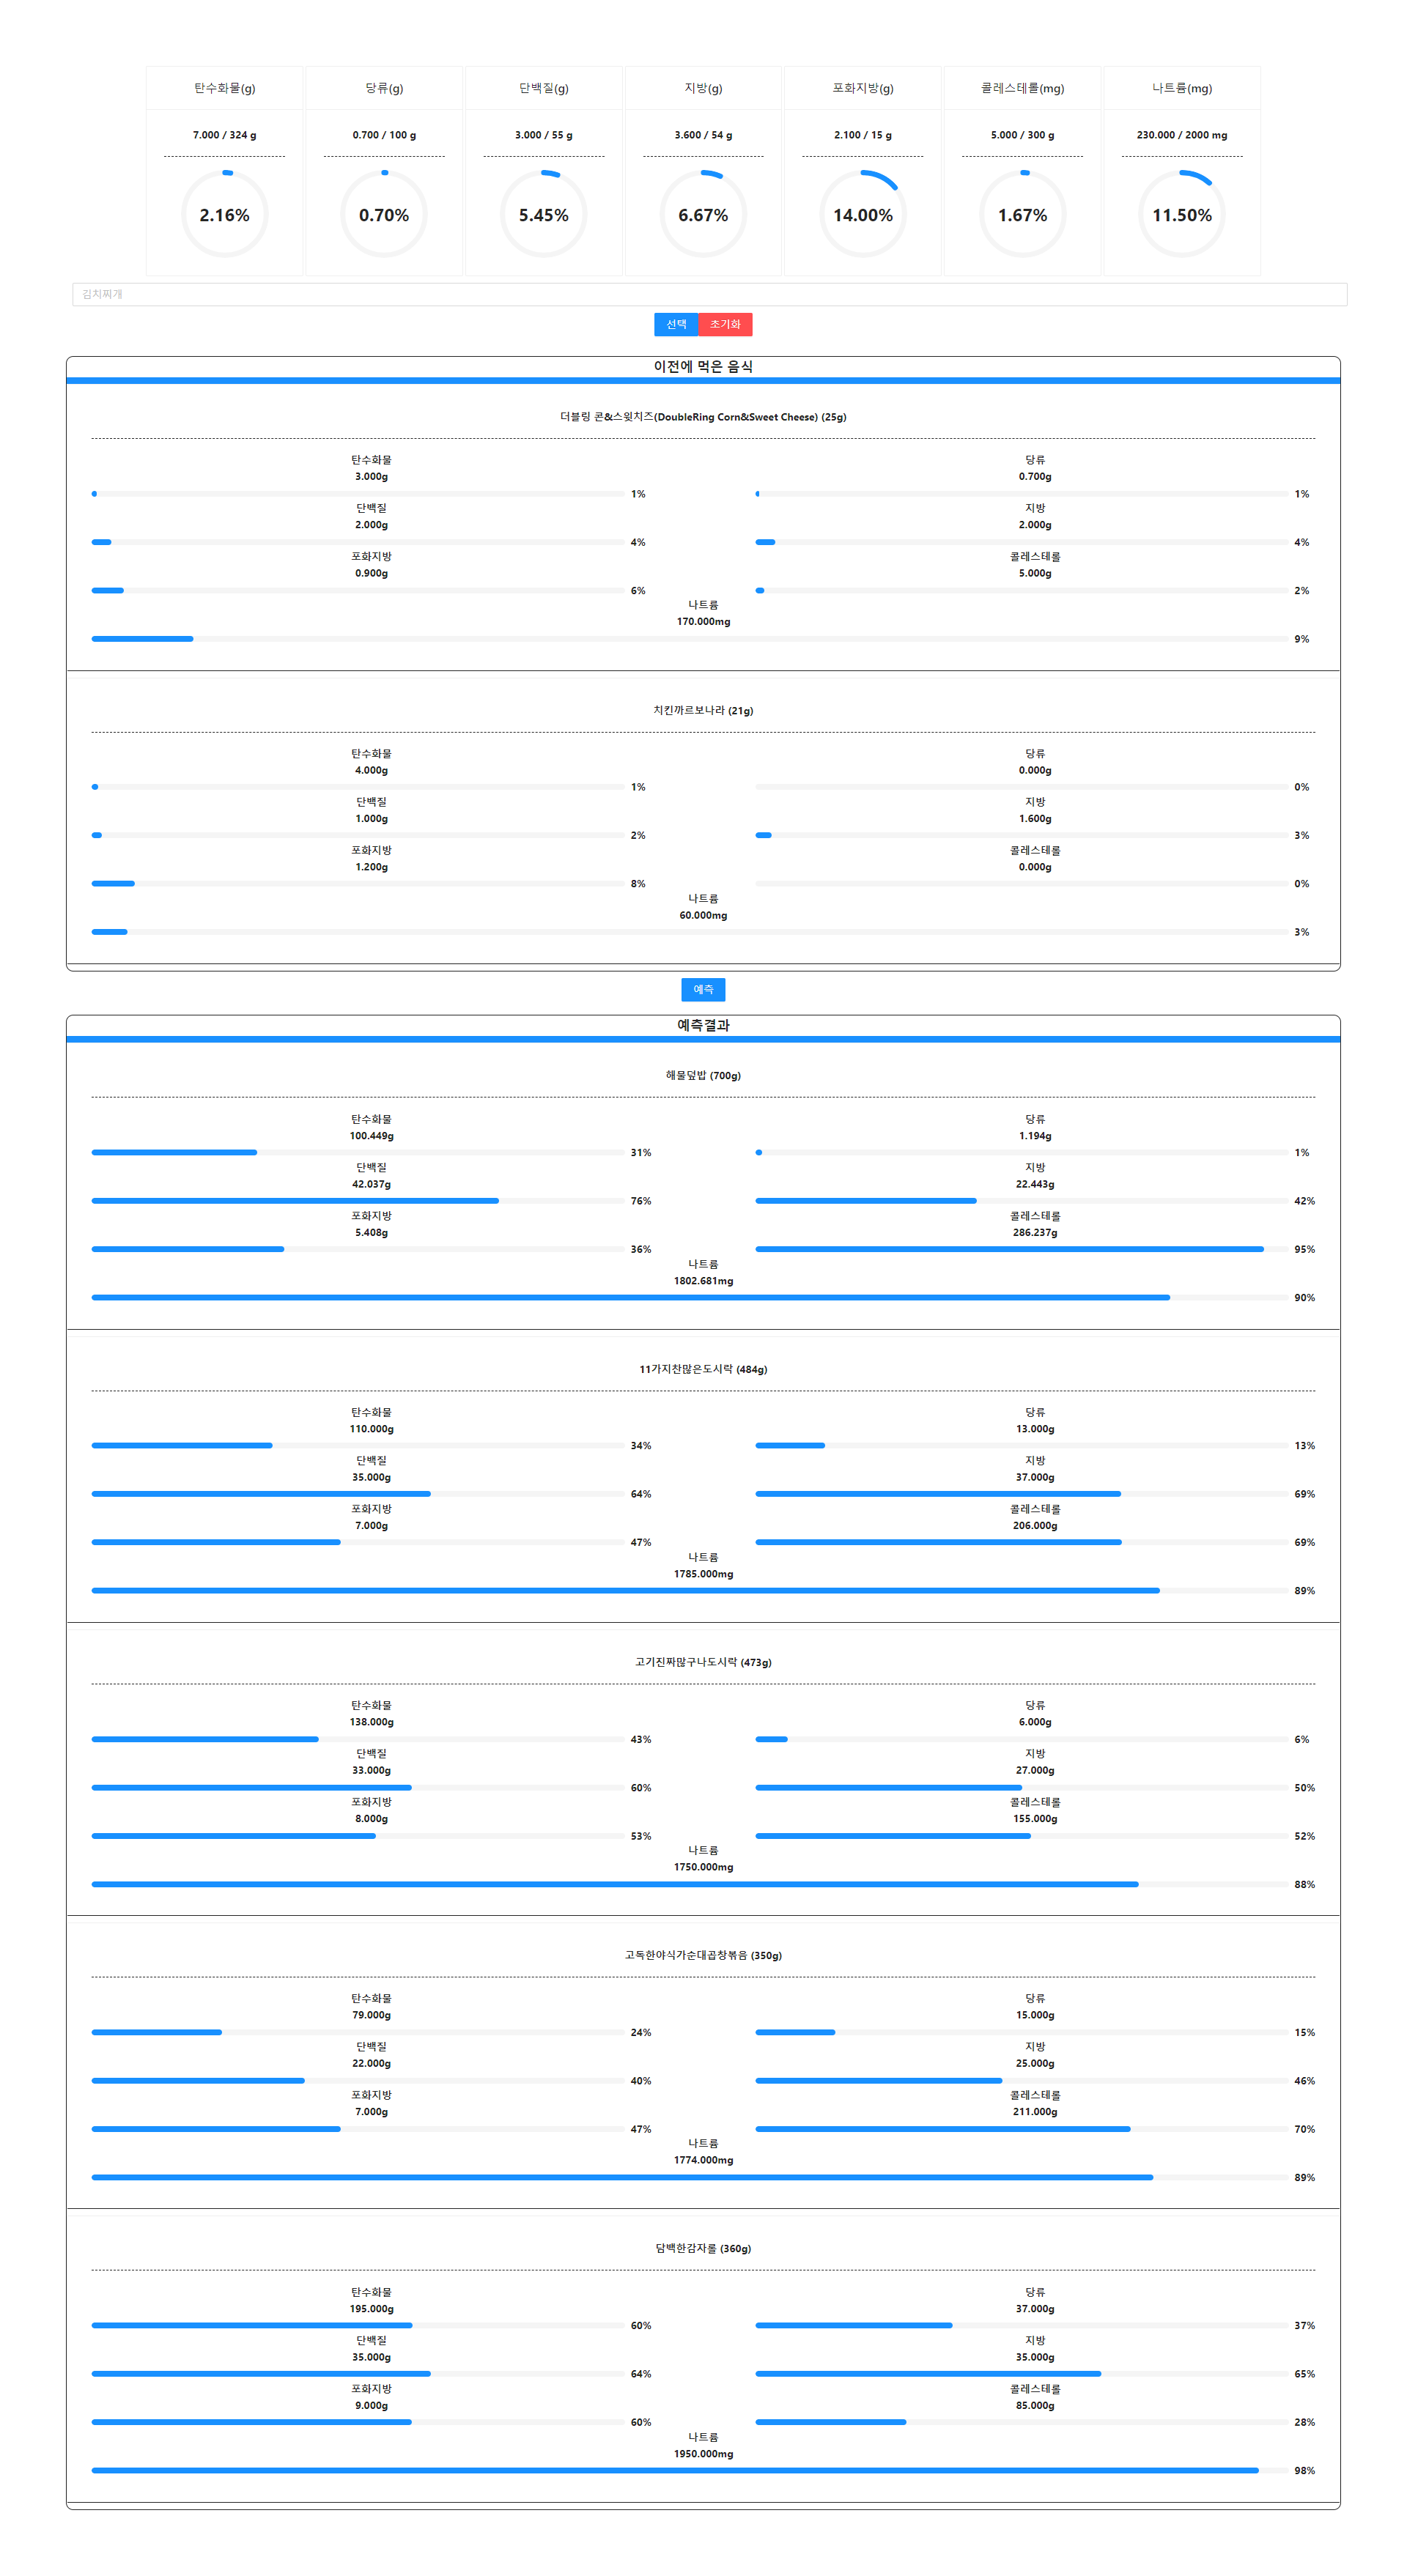 탄수화물(g) 당류(g) 단백질(g) 지방(g) 포화지방(g) 콜레스테롤(mg) 나트륨(mg)
7.000 / 324 g 0.700 / 100 g 3.000 / 55 g 3.600 / 54 g 2.100 / 15 g 5.000 / 300 g 230.000 / 2000 mg
2.16% 0.70% 5.45% 6.67% 14.00% 1.67% 11.50%
김치찌개
선택 초기화
이전에 먹은 음식
더블링 콘&스윗치즈(DoubleRing Corn&Sweet Cheese) (25g)
탄수화물 당류
3.000g 0.700g
1% 1%
단백질 지방
2.000g 2.000g
4% 4%
포화지방 콜레스테롤
0.900g 5.000g
6% 2%
나트륨
170.000mg
9%
치킨까르보나라 (21g)
탄수화물 당류
4.000g 0.000g
1% 0%
단백질 지방
1.000g 1.600g
2% 3%
포화지방 콜레스테롤
1.200g 0.000g
8% 0%
나트륨
60.000mg
3%
예측
예측결과
해물덮밥 (700g)
탄수화물 당류
100.449g 1.194g
31% 1%
단백질 지방
42.037g 22.443g
76% 42%
포화지방 콜레스테롤
5.408g 286.237g
36% 95%
나트륨
1802.681mg
90%
11가지찬많은도시락 (484g)
탄수화물 당류
110.000g 13.000g
34% 13%
단백질 지방
35.000g 37.000g
64% 69%
포화지방 콜레스테롤
7.000g 206.000g
47% 69%
나트륨
1785.000mg
89%
고기진짜많구나도시락 (473g)
탄수화물 당류
138.000g 6.000g
43% 6%
단백질 지방
33.000g 27.000g
60% 50%
포화지방 콜레스테롤
8.000g 155.000g
53% 52%
나트륨
1750.000mg
88%
고독한야식가순대곱창볶음 (350g)
탄수화물 당류
79.000g 15.000g
24% 15%
단백질 지방
22.000g 25.000g
40% 46%
포화지방 콜레스테롤
7.000g 211.000g
47% 70%
나트륨
1774.000mg
89%
담백한감자롤 (360g)
탄수화물 당류
195.000g 37.000g
60% 37%
단백질 지방
35.000g 35.000g
64% 65%
포화지방 콜레스테롤
9.000g 85.000g
60% 28%
나트륨
1950.000mg
98%